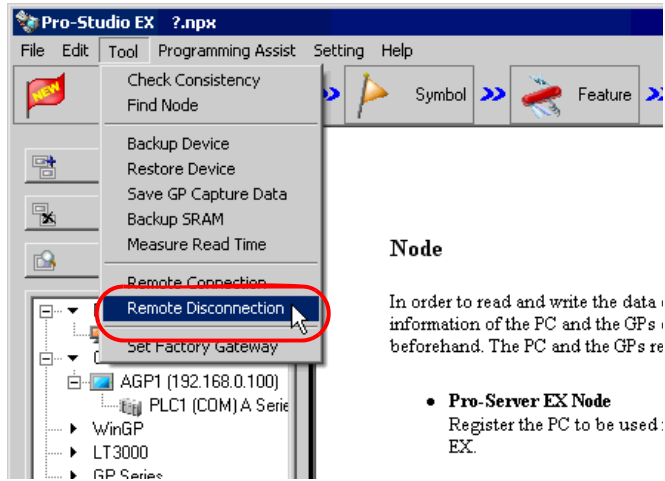 Pro-Studio EX ?.npx
File Edit Tool Programming Assist Setting Help
NEW
Symbol
Feature
Check Consistency
Find Node
Backup Device
Restore Device
Save GP Capture Data
Backup SRAM
Measure Read Time
Remote Connection
Remote Disconnection
Set Factory Gateway
AGP1 (192.168.0.100)
PLC1 (COM) A Serie
WinGP
LT3000
GP Series
Node
In order to read and write the data
information of the PC and the GPs
beforehand. The PC and the GPs re
• Pro-Server EX Node
Register the PC to be used
EX.